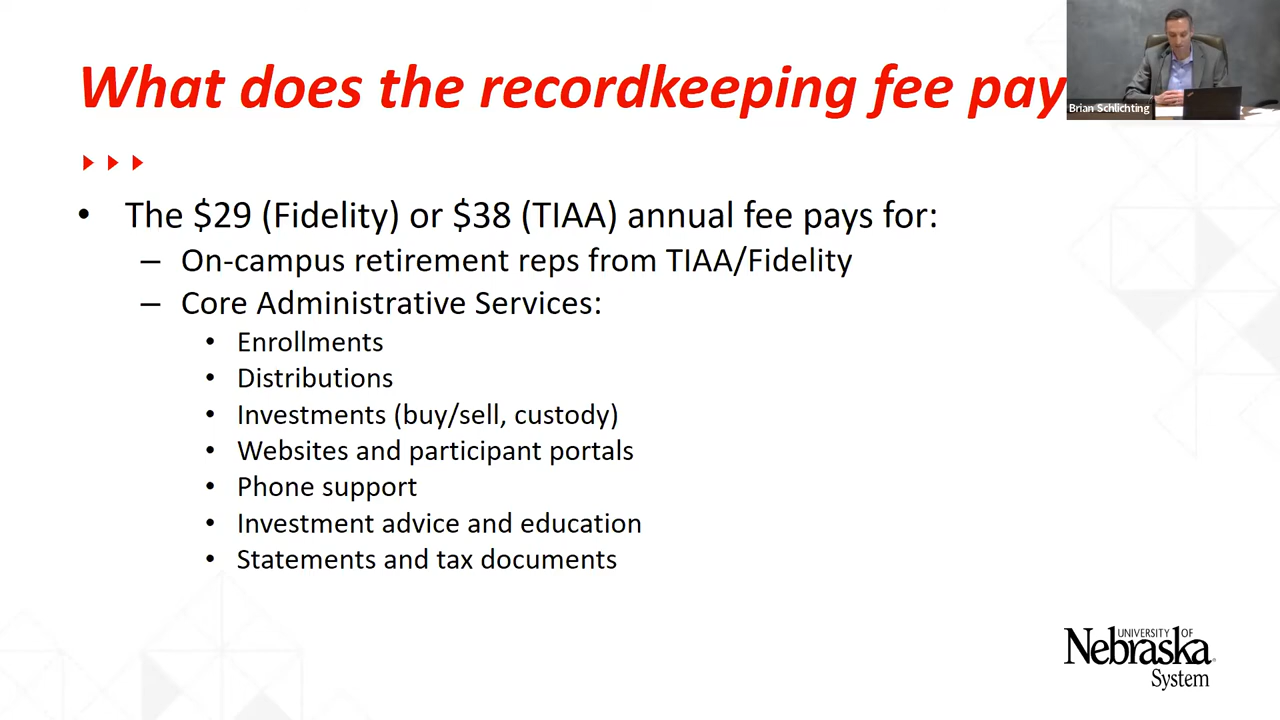 What does the recordkeeping fee pay
Brian Schlichting
• The $29 (Fidelity) or $38 (TIAA) annual fee pays for:
– On-campus retirement reps from TIAA/Fidelity
– Core Administrative Services:
• Enrollments
• Distributions
• Investments (buy/sell, custody)
• Websites and participant portals
• Phone support
• Investment advice and education
• Statements and tax documents
UNIVERSITY OF
Nebraska
System